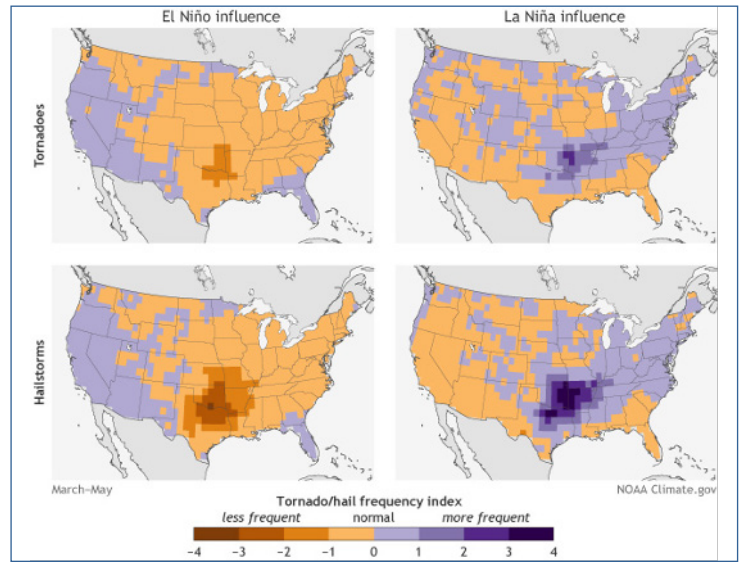 El Niño influence
La Niña influence
Tornadoes
Hailstorms
March–May
NOAA Climate.gov
Tornado/hail frequency index
less frequent normal more frequent
−4 −3 −2 −1 0 1 2 3 4